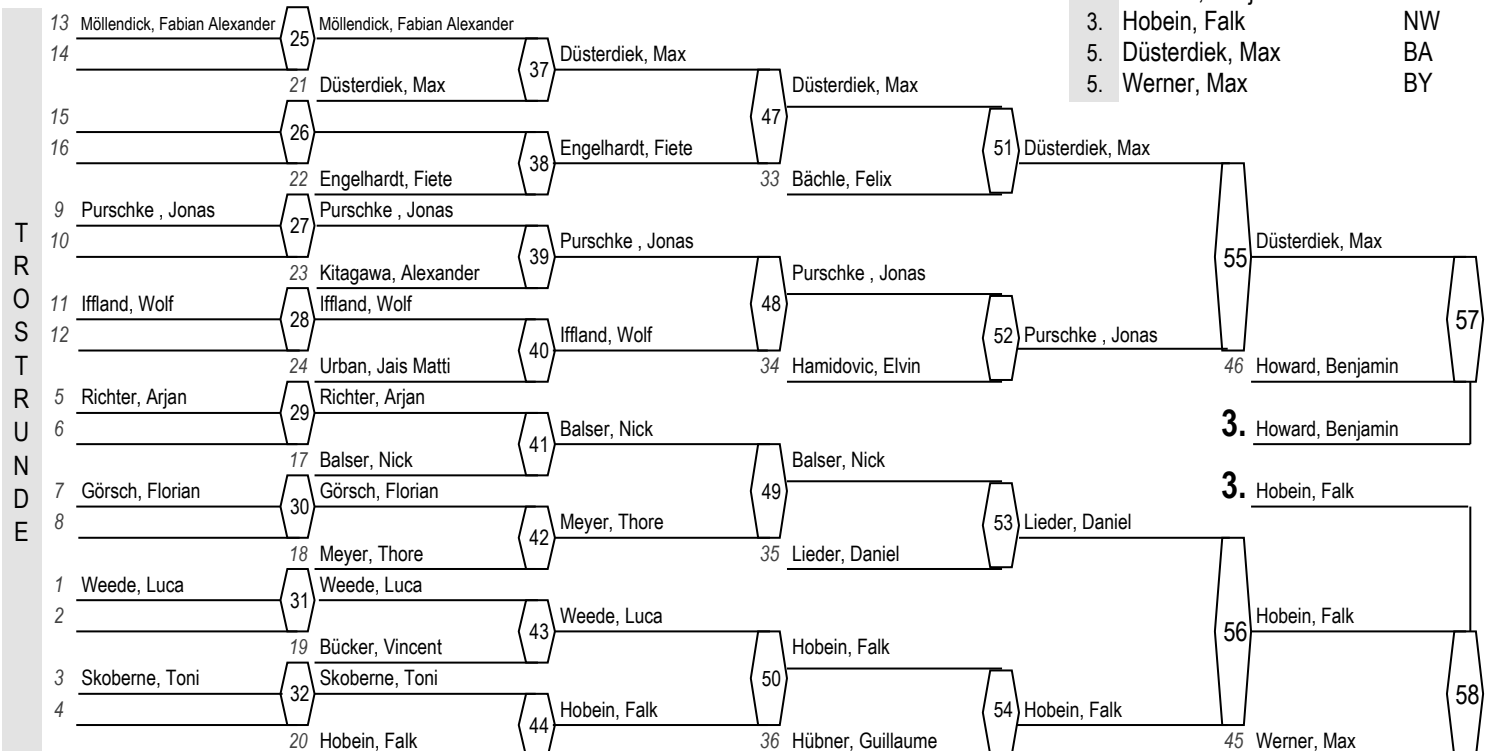 3. Hobein, Falk NW
5. Düsterdiek, Max BA
5. Werner, Max BY
TROSTRUNDE
13 Möllendick, Fabian Alexander 25 Möllendick, Fabian Alexander
14 37 Düsterdiek, Max
21 Düsterdiek, Max 47 Düsterdiek, Max
15
16 26 38 Engelhardt, Fiete 51 Düsterdiek, Max
22 Engelhardt, Fiete 33 Bächle, Felix
9 Purschke , Jonas 27 Purschke , Jonas
10 39 Purschke , Jonas 55 Düsterdiek, Max
23 Kitagawa, Alexander Purschke , Jonas
11 Iffland, Wolf 28 Iffland, Wolf 48 57
12 40 Iffland, Wolf 52 Purschke , Jonas
24 Urban, Jais Matti 34 Hamidovic, Elvin 46 Howard, Benjamin
5 Richter, Arjan 29 Richter, Arjan
6 41 Balser, Nick 3. Howard, Benjamin
17 Balser, Nick Balser, Nick
7 Görsch, Florian 30 Görsch, Florian 49 3. Hobein, Falk
8 42 Meyer, Thore 53 Lieder, Daniel
18 Meyer, Thore 35 Lieder, Daniel
1 Weede, Luca 31 Weede, Luca
2 43 Weede, Luca 56 Hobein, Falk
19 Bücker, Vincent Hobein, Falk
3 Skoberne, Toni 32 Skoberne, Toni 50 58
4 44 Hobein, Falk 54 Hobein, Falk
20 Hobein, Falk 36 Hübner, Guillaume 45 Werner, Max